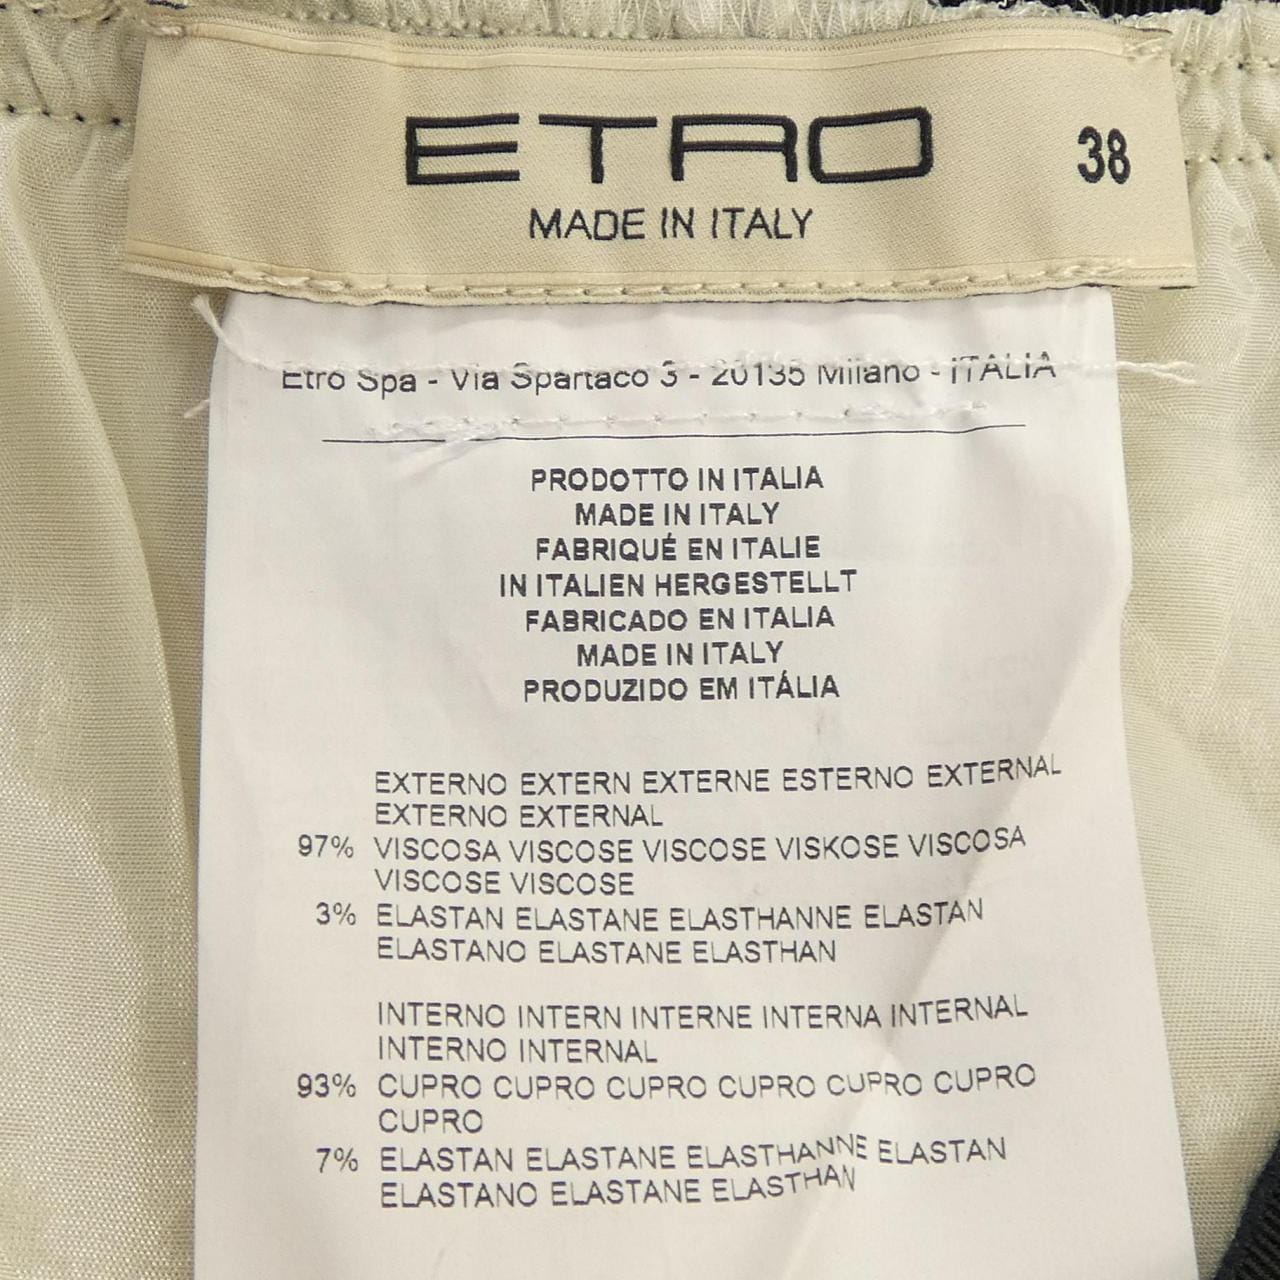 ETRO
38
MADE IN ITALY
Etro Spa - Via Spartaco 3 - 20135 Milano - ITALIA
PRODOTTO IN ITALIA
MADE IN ITALY
FABRIQUÉ EN ITALIE
IN ITALIEN HERGESTELLT
FABRICADO EN ITALIA
MADE IN ITALY
PRODUZIDO EM ITÁLIA
EXTERNO EXTERN EXTERNE ESTERNO EXTERNAL
EXTERNO EXTERNAL
97% VISCOSA VISCOSE VISCOSE VISKOSE VISCOSA
VISCOSE VISCOSE
3% ELASTAN ELASTANE ELASTHANNE ELASTAN
ELASTANO ELASTANE ELASTHAN
INTERNO INTERN INTERNE INTERNA INTERNAL
INTERNO INTERNAL
93% CUPRO CUPRO CUPRO CUPRO CUPRO CUPRO
CUPRO
7% ELASTAN ELASTANE ELASTHANNE ELASTAN
ELASTANO ELASTANE ELASTHAN